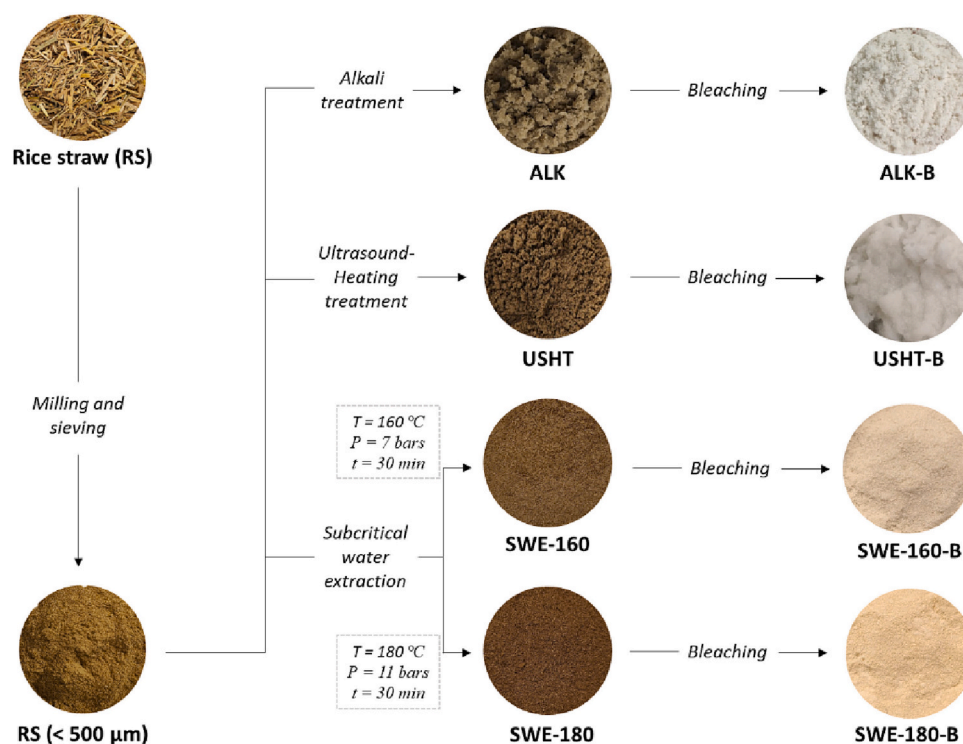 Rice straw (RS)
Milling and
sieving
RS (< 500 µm)
Alkali
treatment
ALK
Bleaching
ALK-B
Ultrasound-
Heating
treatment
USHT
Bleaching
USHT-B
Subcritical
water
extraction
T = 160 ºC
P = 7 bars
t = 30 min
SWE-160
Bleaching
SWE-160-B
T = 180 ºC
P = 11 bars
t = 30 min
SWE-180
Bleaching
SWE-180-B